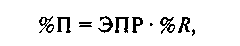 %П = ЭПР · %R,